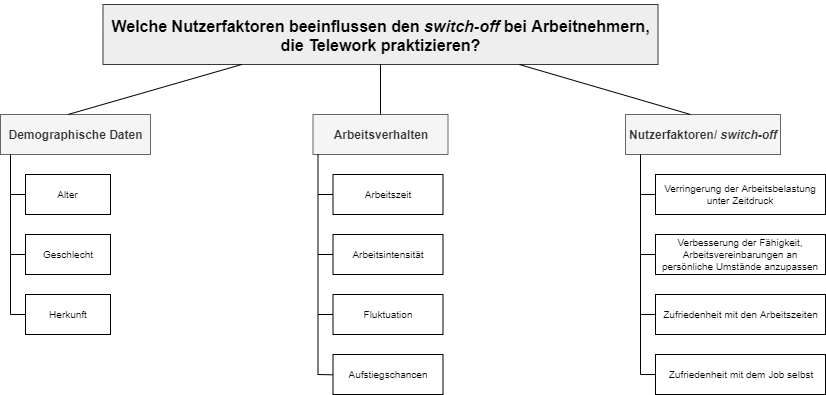 Welche Nutzerfaktoren beeinflussen den switch-off bei Arbeitnehmern,
die Telework praktizieren?
Demographische Daten
Alter
Geschlecht
Herkunft
Arbeitsverhalten
Arbeitszeit
Arbeitsintensität
Fluktuation
Aufstiegschancen
Nutzerfaktoren/ switch-off
Verringerung der Arbeitsbelastung
unter Zeitdruck
Verbesserung der Fähigkeit,
Arbeitsvereinbarungen an
persönliche Umstände anzupassen
Zufriedenheit mit den Arbeitszeiten
Zufriedenheit mit dem Job selbst